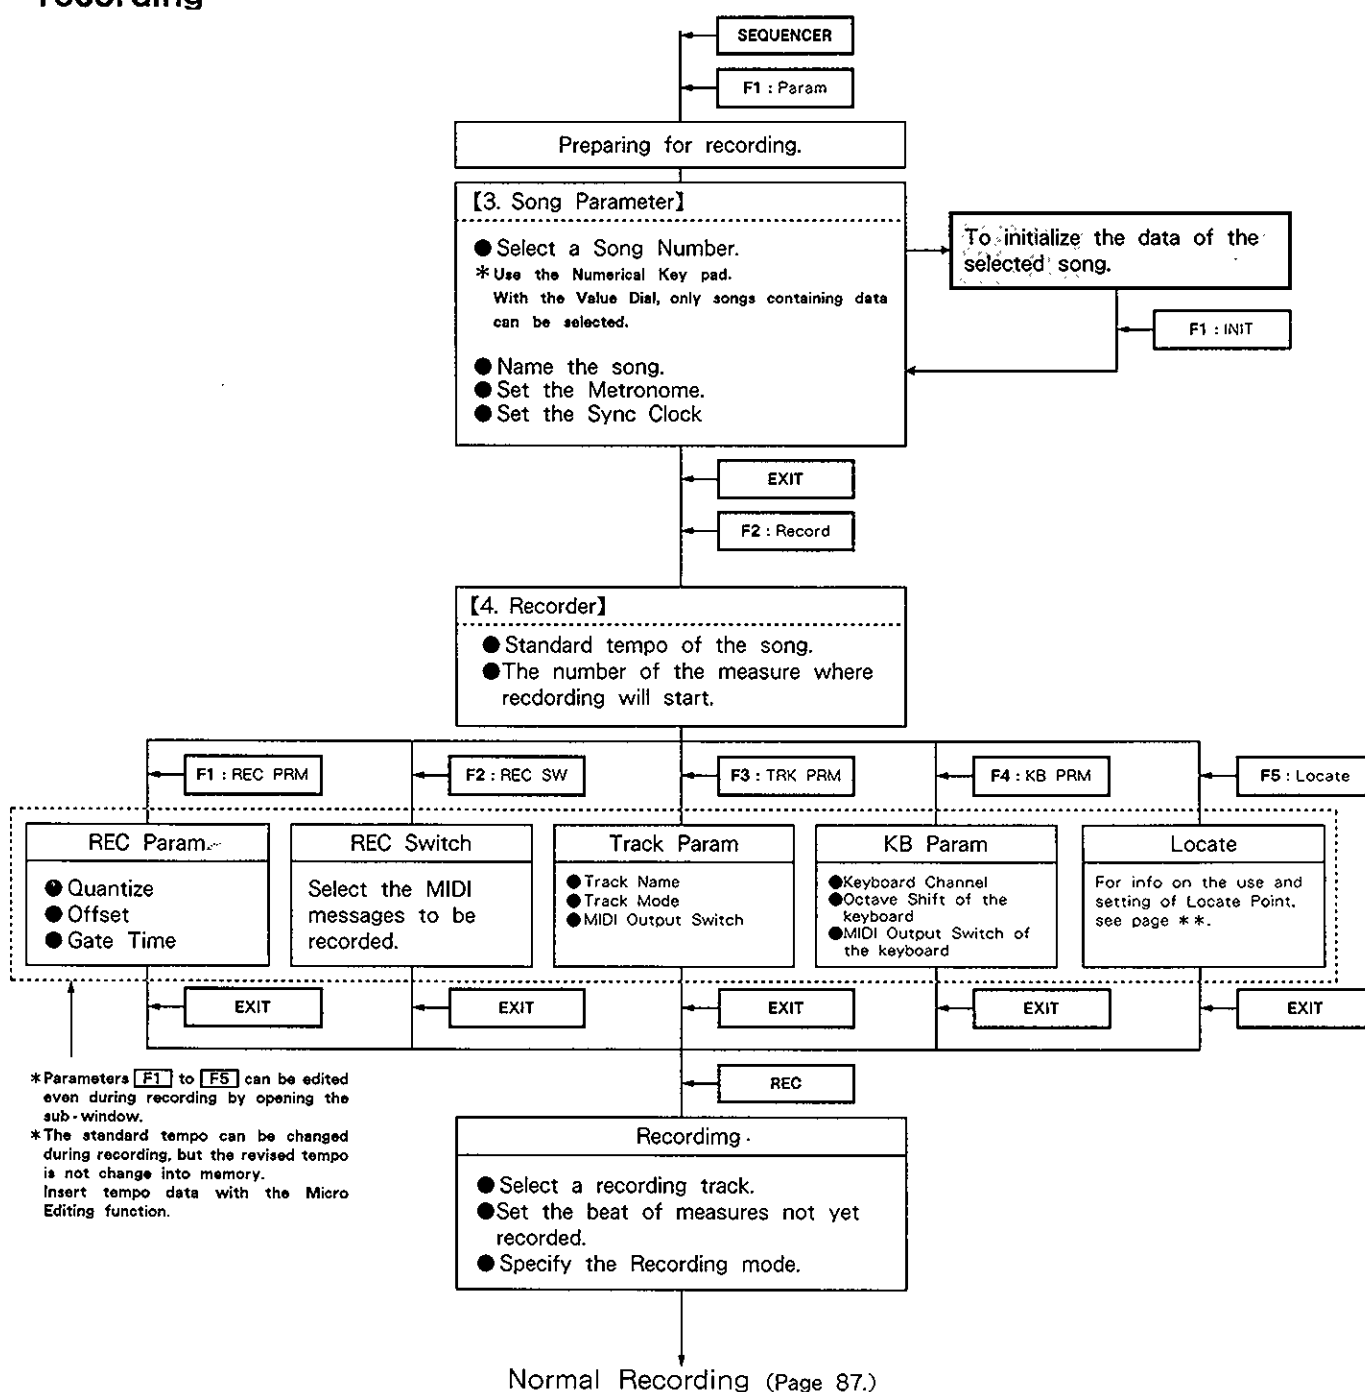 recording
SEQUENCER
F1 : Param
Preparing for recording.
【3. Song Parameter】
●Select a Song Number.
*Use the Numerical Key pad.
With the Value Dial, only songs containing data
can be selected.
●Name the song.
●Set the Metronome.
●Set the Sync Clock
To initialize the data of the
selected song.
F1 : INIT
EXIT
F2 : Record
【4. Recorder】
●Standard tempo of the song.
●The number of the measure where
recdording will start.
F1 : REC PRM
F2 : REC SW
F3 : TRK PRM
F4 : KB PRM
F5 : Locate
REC Param.
●Quantize
●Offset
●Gate Time
REC Switch
Select the MIDI
messages to be
recorded.
Track Param
●Track Name
●Track Mode
●MIDI Output Switch
KB Param
●Keyboard Channel
●Octave Shift of the
keyboard
●MIDI Output Switch of
the keyboard
Locate
For info on the use and
setting of Locate Point,
see page **.
EXIT
EXIT
EXIT
EXIT
EXIT
*Parameters F1 to F5 can be edited
even during recording by opening the
sub-window.
*The standard tempo can be changed
during recording, but the revised tempo
is not change into memory.
Insert tempo data with the Micro
Editing function.
REC
Recordimg
●Select a recording track.
●Set the beat of measures not yet
recorded.
●Specify the Recording mode.
Normal Recording (Page 87.)